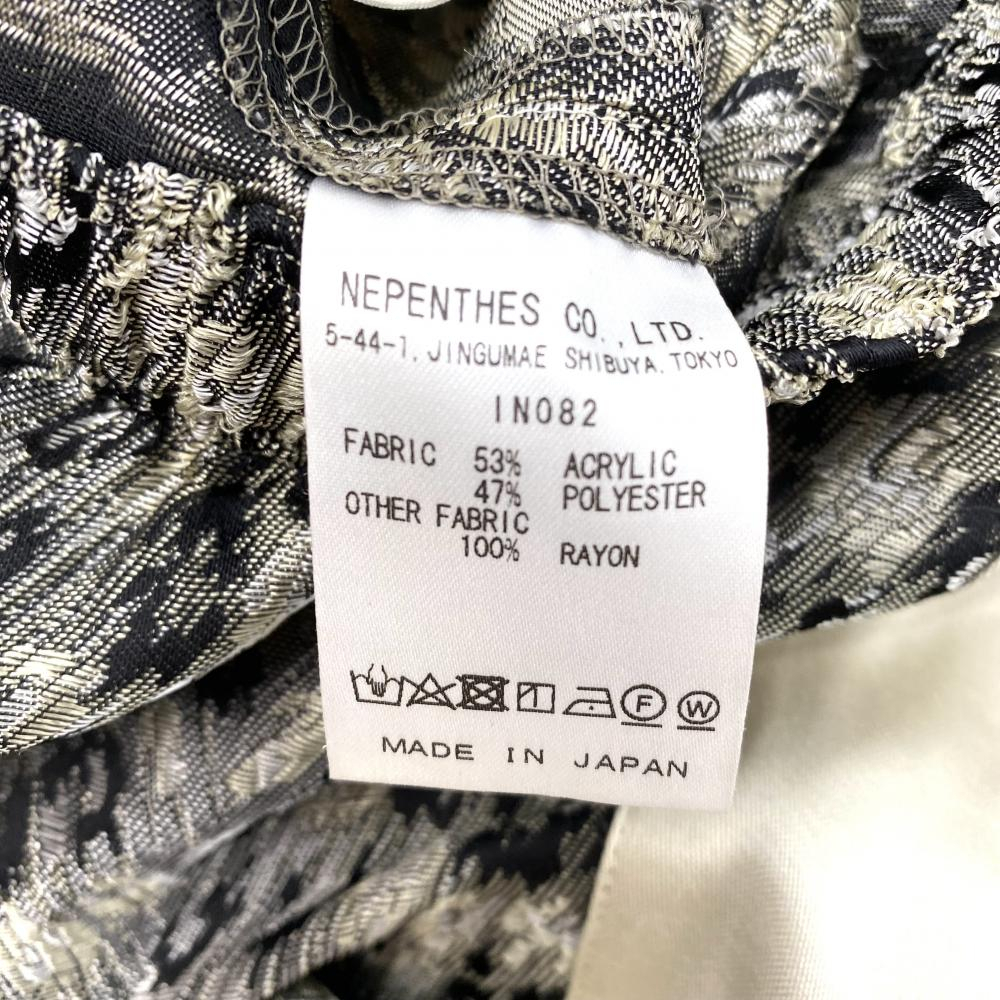 NEPENTHES CO.,LTD.
5-44-1, JINGUMAE SHIBUYA, TOKYO
IN082
FABRIC 53% ACRYLIC
47% POLYESTER
OTHER FABRIC
100% RAYON
F W
MADE IN JAPAN